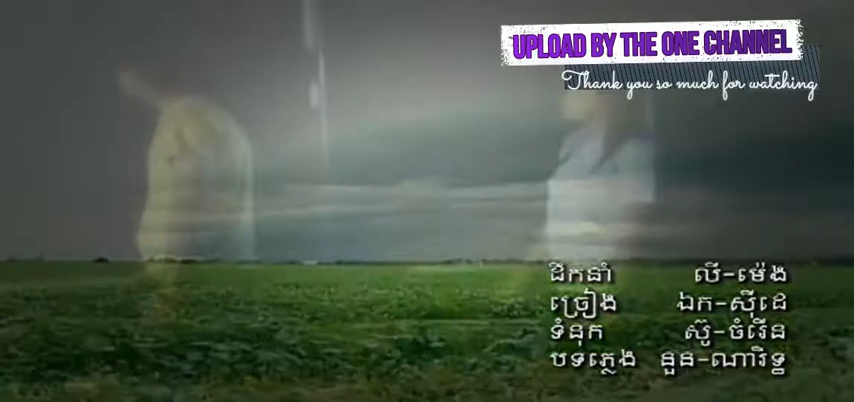 UPLOAD BY THE ONE CHANNEL
Thank you so much for watching
ដឹកនាំ លី-ម៉េង
ច្រៀង ឯក-ស៊ីដេ
ទំនុក ស៊ូ-ចំរើន
បទភ្លេង នួន-ណារិទ្ធ